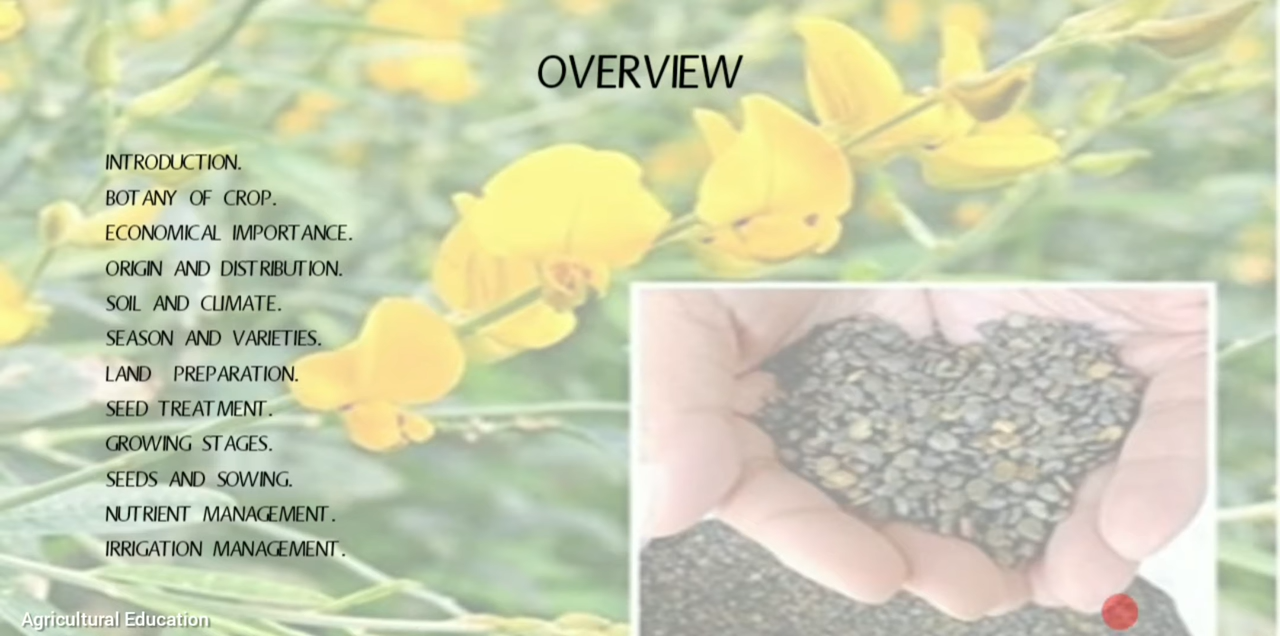 OVERVIEW
INTRODUCTION.
BOTANY OF CROP.
ECONOMICAL IMPORTANCE.
ORIGIN AND DISTRIBUTION.
SOIL AND CLIMATE.
SEASON AND VARIETIES.
LAND PREPARATION.
SEED TREATMENT.
GROWING STAGES.
SEEDS AND SOWING.
NUTRIENT MANAGEMENT.
IRRIGATION MANAGEMENT.
Agricultural Education